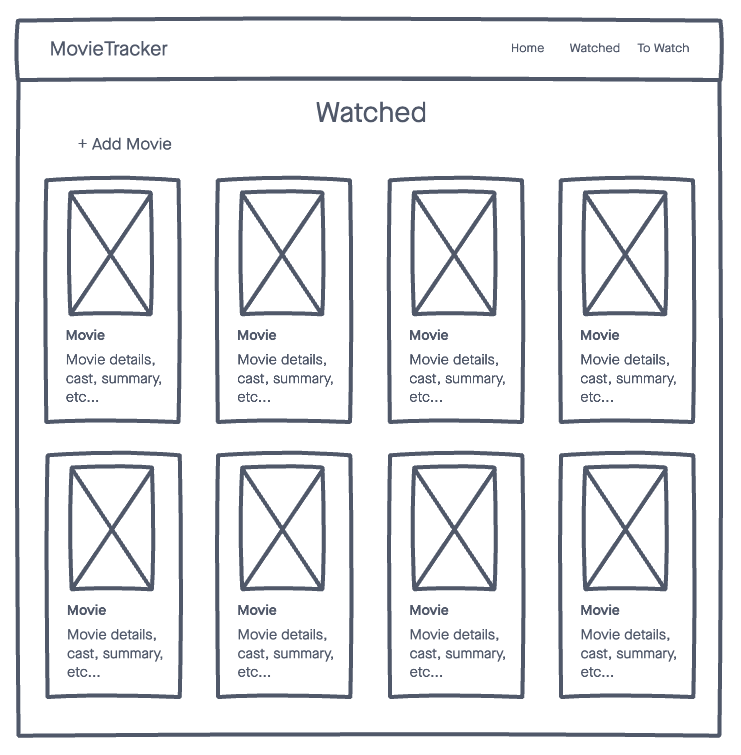 MovieTracker
Home Watched To Watch
Watched
+ Add Movie
Movie
Movie details,
cast, summary,
etc...
Movie
Movie details,
cast, summary,
etc...
Movie
Movie details,
cast, summary,
etc...
Movie
Movie details,
cast, summary,
etc...
Movie
Movie details,
cast, summary,
etc...
Movie
Movie details,
cast, summary,
etc...
Movie
Movie details,
cast, summary,
etc...
Movie
Movie details,
cast, summary,
etc...